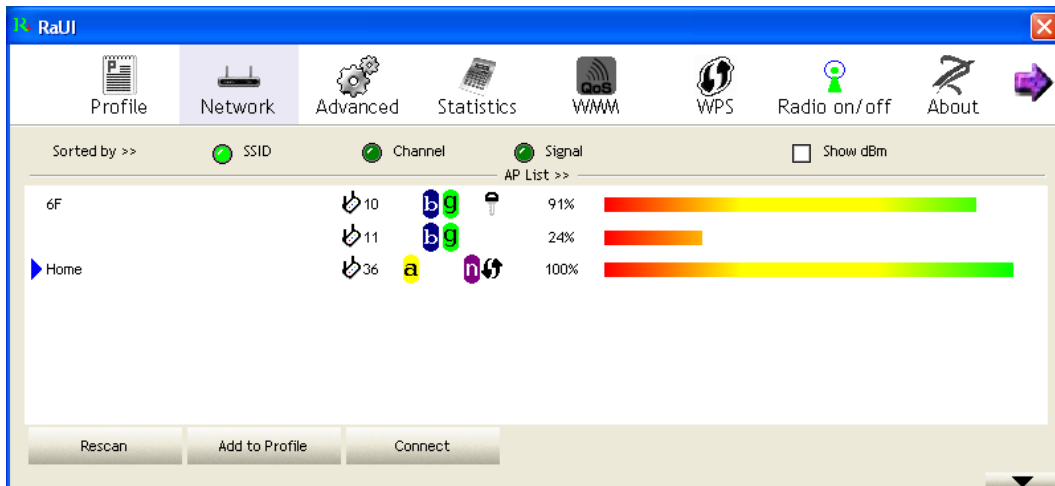 RaUI
Profile Network Advanced Statistics WMM WPS Radio on/off About
P QoS
Sorted by >> SSID Channel Signal Show dBm
AP List >>
6F 10 b g 91%
11 b g 24%
Home 36 a n 100%
Rescan Add to Profile Connect